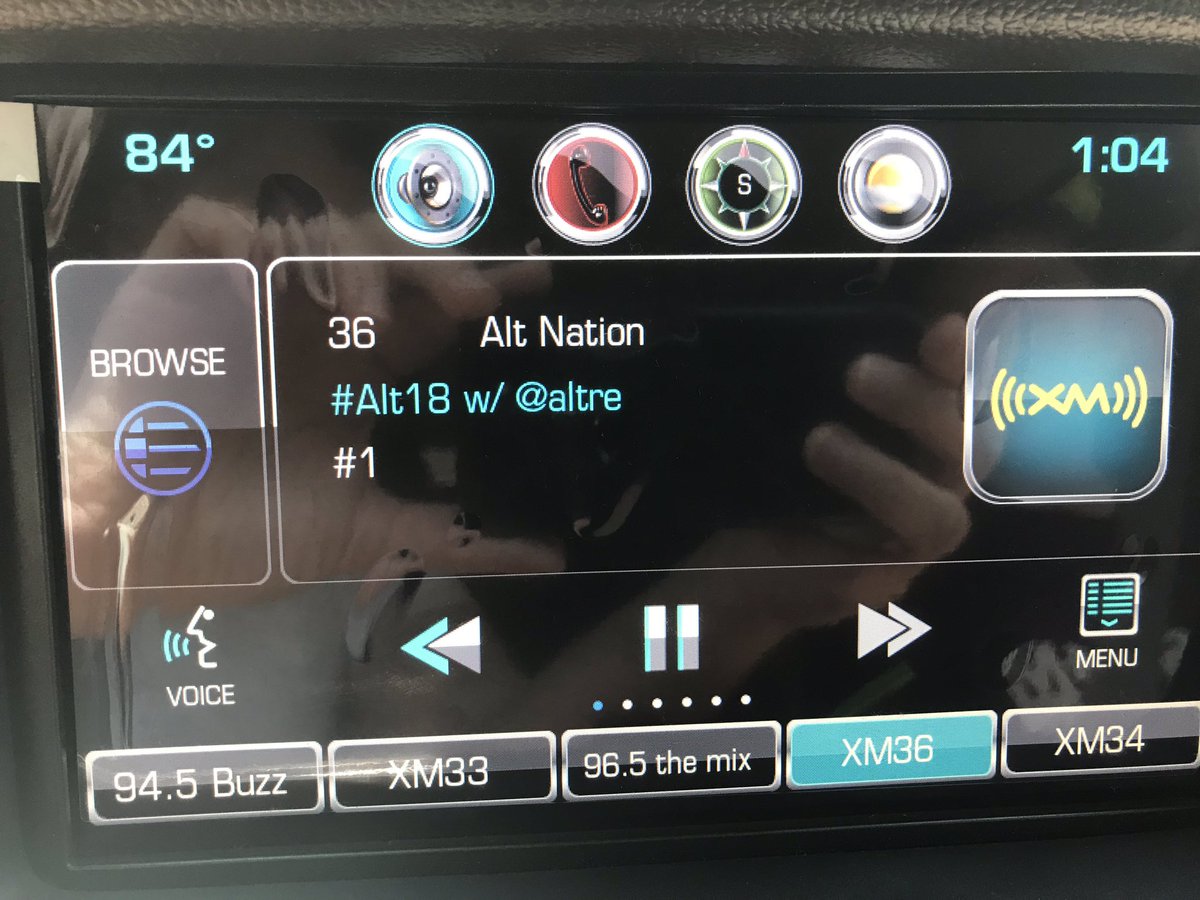 84°
S
1:04
BROWSE
36 Alt Nation
#Alt18 w/ @altre
#1
XM
VOICE
MENU
94.5 Buzz
XM33
96.5 the mix
XM36
XM34